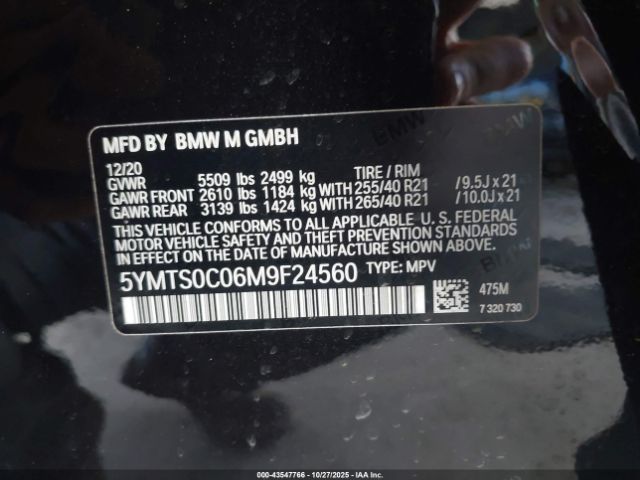 MFD BY BMW M GMBH
12/20
GVWR 5509 lbs 2499 kg TIRE / RIM
GAWR FRONT 2610 lbs 1184 kg WITH 255/40 R21 / 9.5J x 21
GAWR REAR 3139 lbs 1424 kg WITH 265/40 R21 / 10.0J x 21
THIS VEHICLE CONFORMS TO ALL APPLICABLE U. S. FEDERAL
MOTOR VEHICLE SAFETY, BUMPER, AND THEFT PREVENTION STANDARDS
IN EFFECT ON THE DATE OF MANUFACTURE SHOWN ABOVE.
5YMTS0C06M9F24560 TYPE: MPV
475M
7 320 730
000-43547766 - 10/27/2025 - IAAI.com